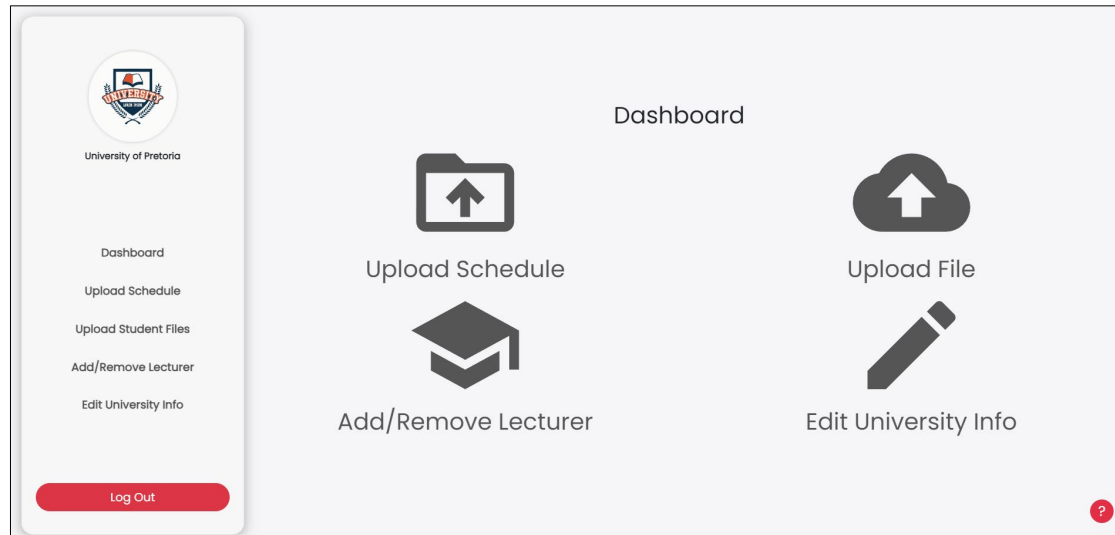 UNIVERSITY
University of Pretoria
Dashboard
Upload Schedule
Upload Student Files
Add/Remove Lecturer
Edit University Info
Log Out
Dashboard
Upload Schedule
Upload File
Add/Remove Lecturer
Edit University Info
?